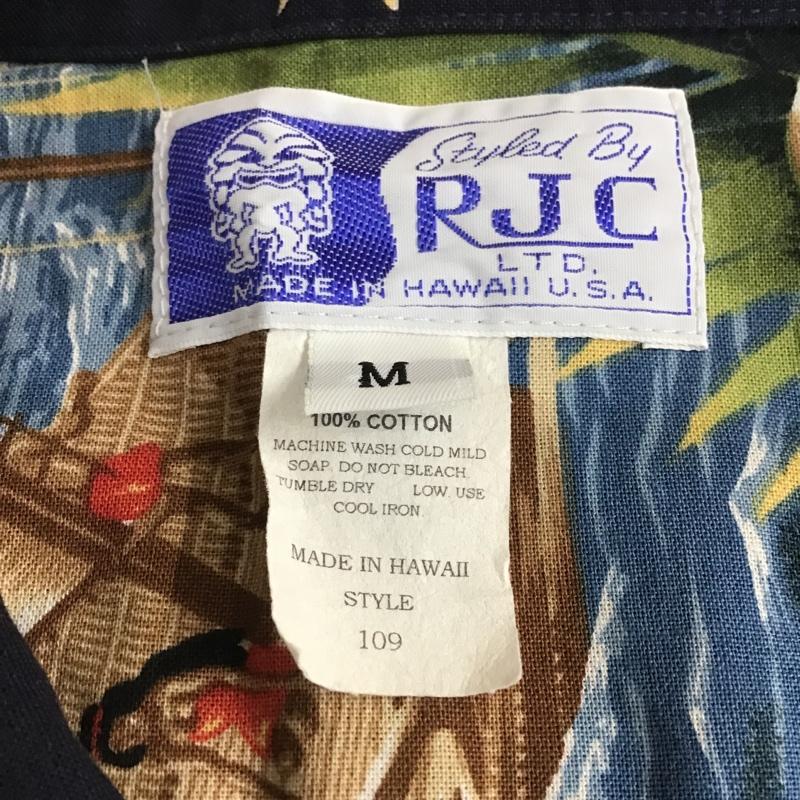 Styled By
RJC
LTD.
MADE IN HAWAII U.S.A.
M
100% COTTON
MACHINE WASH COLD MILD
SOAP. DO NOT BLEACH.
TUMBLE DRY LOW. USE
COOL IRON.
MADE IN HAWAII
STYLE
109